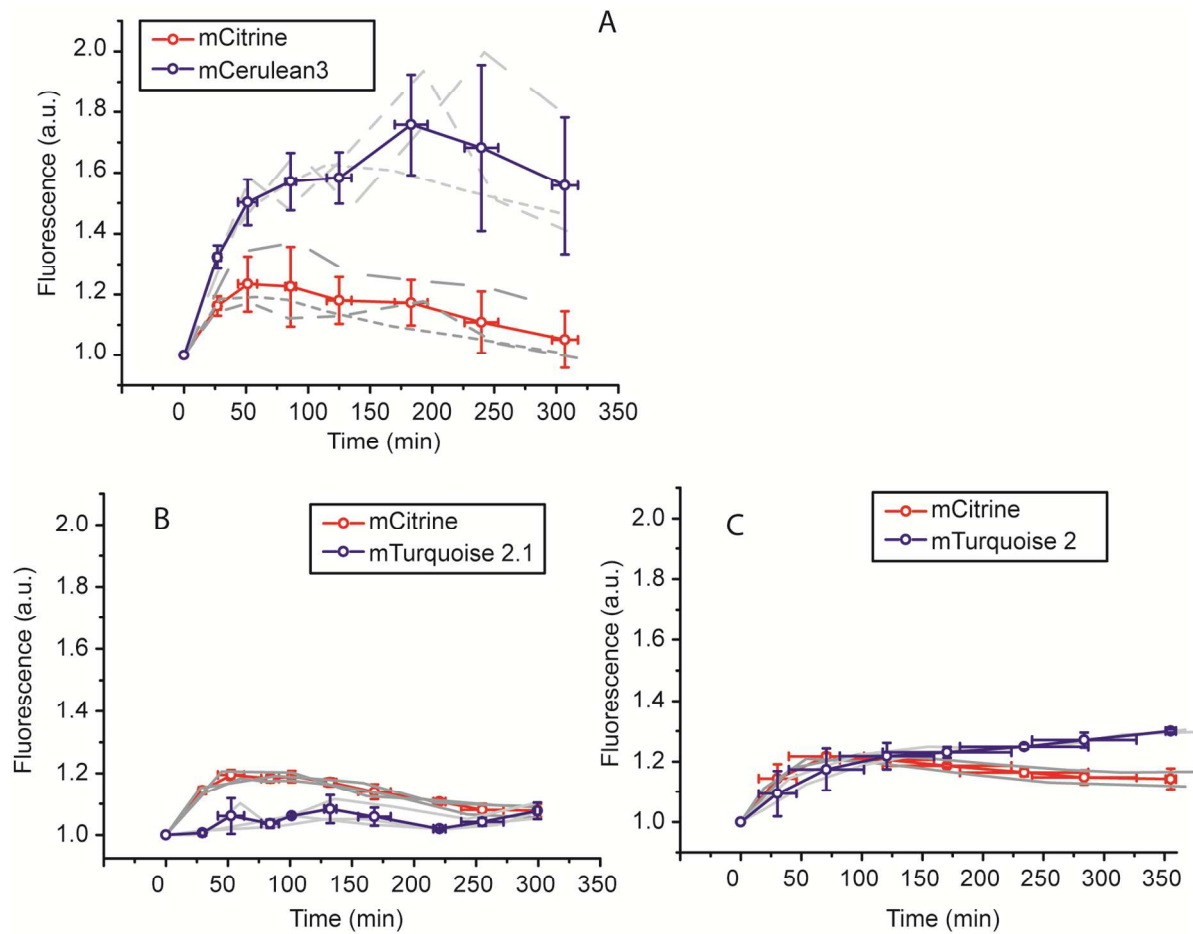 A
mCitrine
mCerulean3
2.0
1.8
1.6
1.4
1.2
1.0
Fluorescence (a.u.)
0 50 100 150 200 250 300 350
Time (min)
B
mCitrine
mTurquoise 2.1
2.0
1.8
1.6
1.4
1.2
1.0
Fluorescence (a.u.)
0 50 100 150 200 250 300 350
Time (min)
C
mCitrine
mTurquoise 2
2.0
1.8
1.6
1.4
1.2
1.0
Fluorescence (a.u.)
0 50 100 150 200 250 300 350
Time (min)